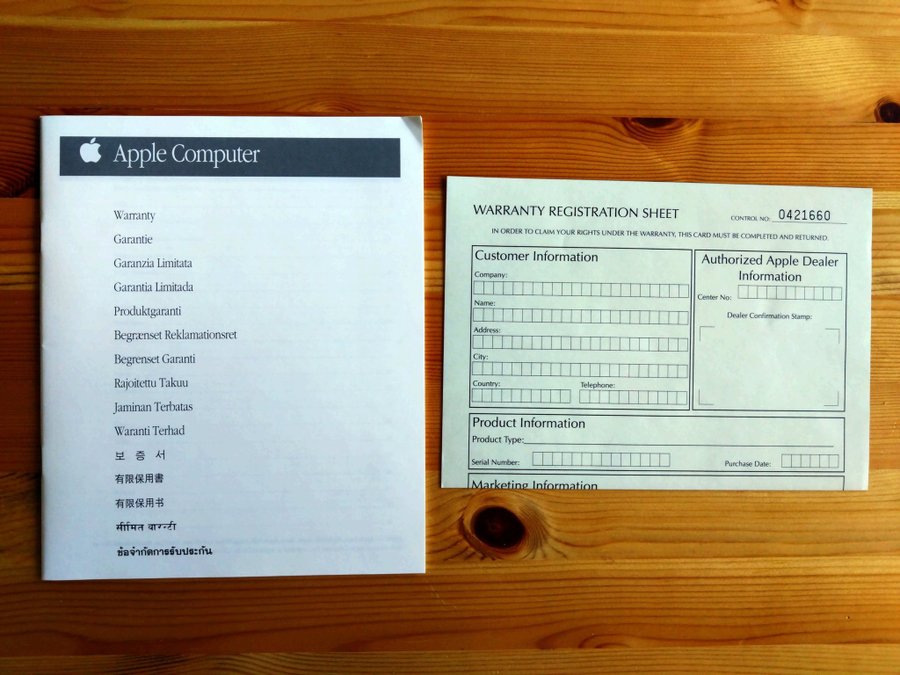 Apple Computer
Warranty
Garantie
Garanzia Limitata
Garantia Limitada
Produktgaranti
Begrænset Reklamationsret
Begrenset Garanti
Rajoitettu Takuu
Jaminan Terbatas
Waranti Terhad
보 증 서
有限保用書
有限保用书
सीमित वारन्टी
ข้อจำกัดการรับประกัน
WARRANTY REGISTRATION SHEET
CONTROL NO: 0421660
IN ORDER TO CLAIM YOUR RIGHTS UNDER THE WARRANTY, THIS CARD MUST BE COMPLETED AND RETURNED.
Customer Information
Company:
Name:
Address:
City:
Country: Telephone:
Authorized Apple Dealer
Information
Center No:
Dealer Confirmation Stamp:
Product Information
Product Type:
Serial Number: Purchase Date:
Marketing Information